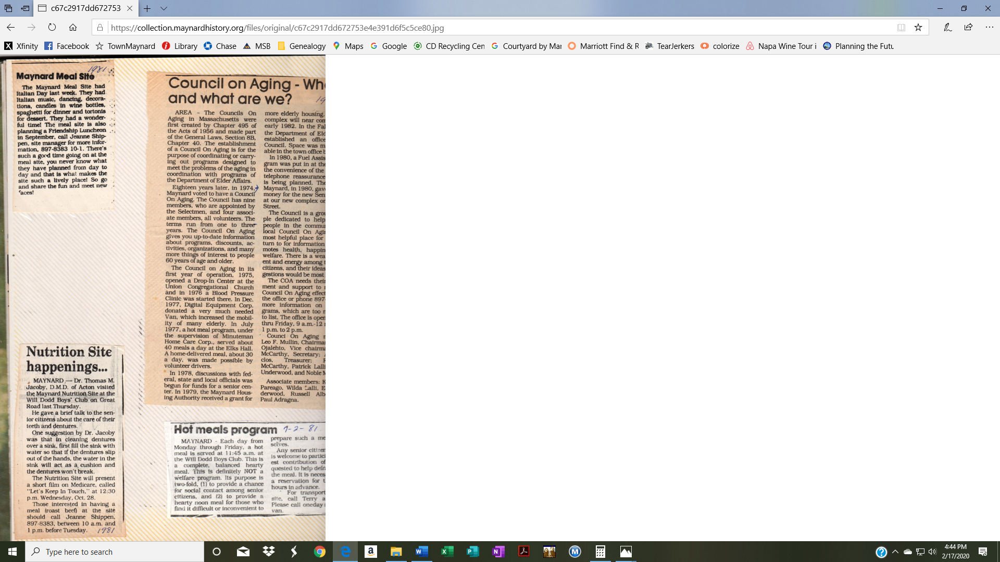 c67c2917dd672753
https://collection.maynardhistory.org/files/original/c67c2917dd672753e4e391d6f5c5ce80.jpg
Xfinity Facebook TownMaynard Library Chase MSB Genealogy Maps Google CD Recycling Cen Courtyard by Mar Marriott Find & R TearJerkers colorize Napa Wine Tour i Planning the Futu
1981
Maynard Meal Site
The Maynard Meal Site had
Italian Day last week. They had
Italian music, dancing, decora-
tions, candles in wine bottles,
spaghetti for dinner and tortonis
for dessert. They had a wonder-
ful time! The meal site is also
planning a Friendship Luncheon
in September, call Jeanne Ship-
pen, site manager for more infor-
mation, 897-8383 10-1. There's
such a good time going on at the
meal site, you never know what
they have planned from day to
day and that is what makes the
site such a lively place! So go
and share the fun and meet new
faces!
Nutrition Site
happenings...
MAYNARD — Dr. Thomas M.
Jacoby, D.M.D. of Acton visited
the Maynard Nutrition Site at the
Will Dodd Boys' Club on Great
Road last Thursday.
He gave a brief talk to the sen-
ior citizens about the care of their
teeth and dentures.
One suggestion by Dr. Jacoby
was that in cleaning dentures
over a sink, first fill the sink with
water so that if the dentures slip
out of the hands, the water in the
sink will act as a cushion and
the dentures won't break.
The Nutrition Site will present
a short film on Medicare, called
"Let's Keep In Touch," at 12:30
p.m. Wednesday, Oct. 28.
Those interested in having a
meal (roast beef) at the site
should call Jeanne Shippen,
897-8383, between 10 a.m. and
1 p.m. before Tuesday. 1981
Council on Aging - Who
and what are we?
19
AREA - The Councils On
Aging in Massachusetts were
first created by Chapter 495 of
the Acts of 1956 and made part
of the General Laws, Section 8B,
Chapter 40. The establishment
of a Council On Aging is for the
purpose of coordinating or carry-
ing out programs designed to
meet the problems of the aging in
coordination with programs of
the Department of Elder Affairs.
Eighteen years later, in 1974,
Maynard voted to have a Council
On Aging. The Council has nine
members, who are appointed by
the Selectmen, and four associ-
ate members, all volunteers. The
terms run from one to three
years. The Council On Aging
gives you up-to-date information
about programs, discounts, ac-
tivities, organizations, and many
more things of interest to people
60 years of age and older.
The Council on Aging in its
first year of operation, 1975,
opened a Drop-In Center at the
Union Congregational Church
and in 1976 a Blood Pressure
Clinic was started there. In Dec.
1977, Digital Equipment Corp.
donated a very much needed
Van, which increased the mobil-
ity of many elderly. In July
1977, a hot meal program, under
the supervision of Minuteman
Home Care Corp., served about
40 meals a day at the Elks Hall.
A home-delivered meal, about 30
a day, was made possible by
volunteer drivers.
In 1978, discussions with fed-
eral, state and local officials was
begun for funds for a senior cen-
ter. In 1979, the Maynard Hous-
ing Authority received a grant for
more elderly housing.
complex will near com
early 1982. In the Fal
the Department of Eld
established an office
Council. Space was m
able in the town office b
In 1980, a Fuel Assis
gram was put in at the
the convenience of the
telephone reassurance
is being planned. The
Maynard, in 1980, gav
money for the new Sen
at our new complex on
Street.
The Council is a grou
ple dedicated to help
people in the commu
local Council On Agin
most helpful place for
turn to for information
motes health, happin
welfare. There is a wea
ent and energy among t
citizens, and their ideas
gestions would be most
The COA needs their
ment and support to
Council On Aging effect
the office or phone 897-
more information on
grams, which are too
to list. The office is open
thru Friday, 9 a.m.-12
1 p.m. to 2 p.m.
Counci On Aging
Leo F. Mullin, Chairma
Ojalehto, Vice chairma
McCarthy, Secretary;
clos, Treasurer;
McCarthy, Patrick Lalli
Underwood, and Noble M
Associate members: K
Pareago, Wilda Lalli, E
derwood, Russell Alb
Paul Adragna.
Hot meals program 7-2-81
MAYNARD - Each day from
Monday through Friday, a hot
meal is served at 11:45 a.m. at
the Will Dodd Boys Club. This is
a complete, balanced hearty
meal. This is definitely NOT a
welfare program. Its purpose is
two-fold, (1) to provide a chance
for social contact among senior
citizens, and (2) to provide a
hearty noon meal for those who
find it difficult or inconvenient to
prepare such a me
selves.
Any senior citizen
is welcome to partici
est contribution of
quested to help defra
the meal. It is neces
a reservation for t
hours in advance.
For transport
site, call Terry a
Please call oneday
van.
Type here to search
4:44 PM
2/17/2020